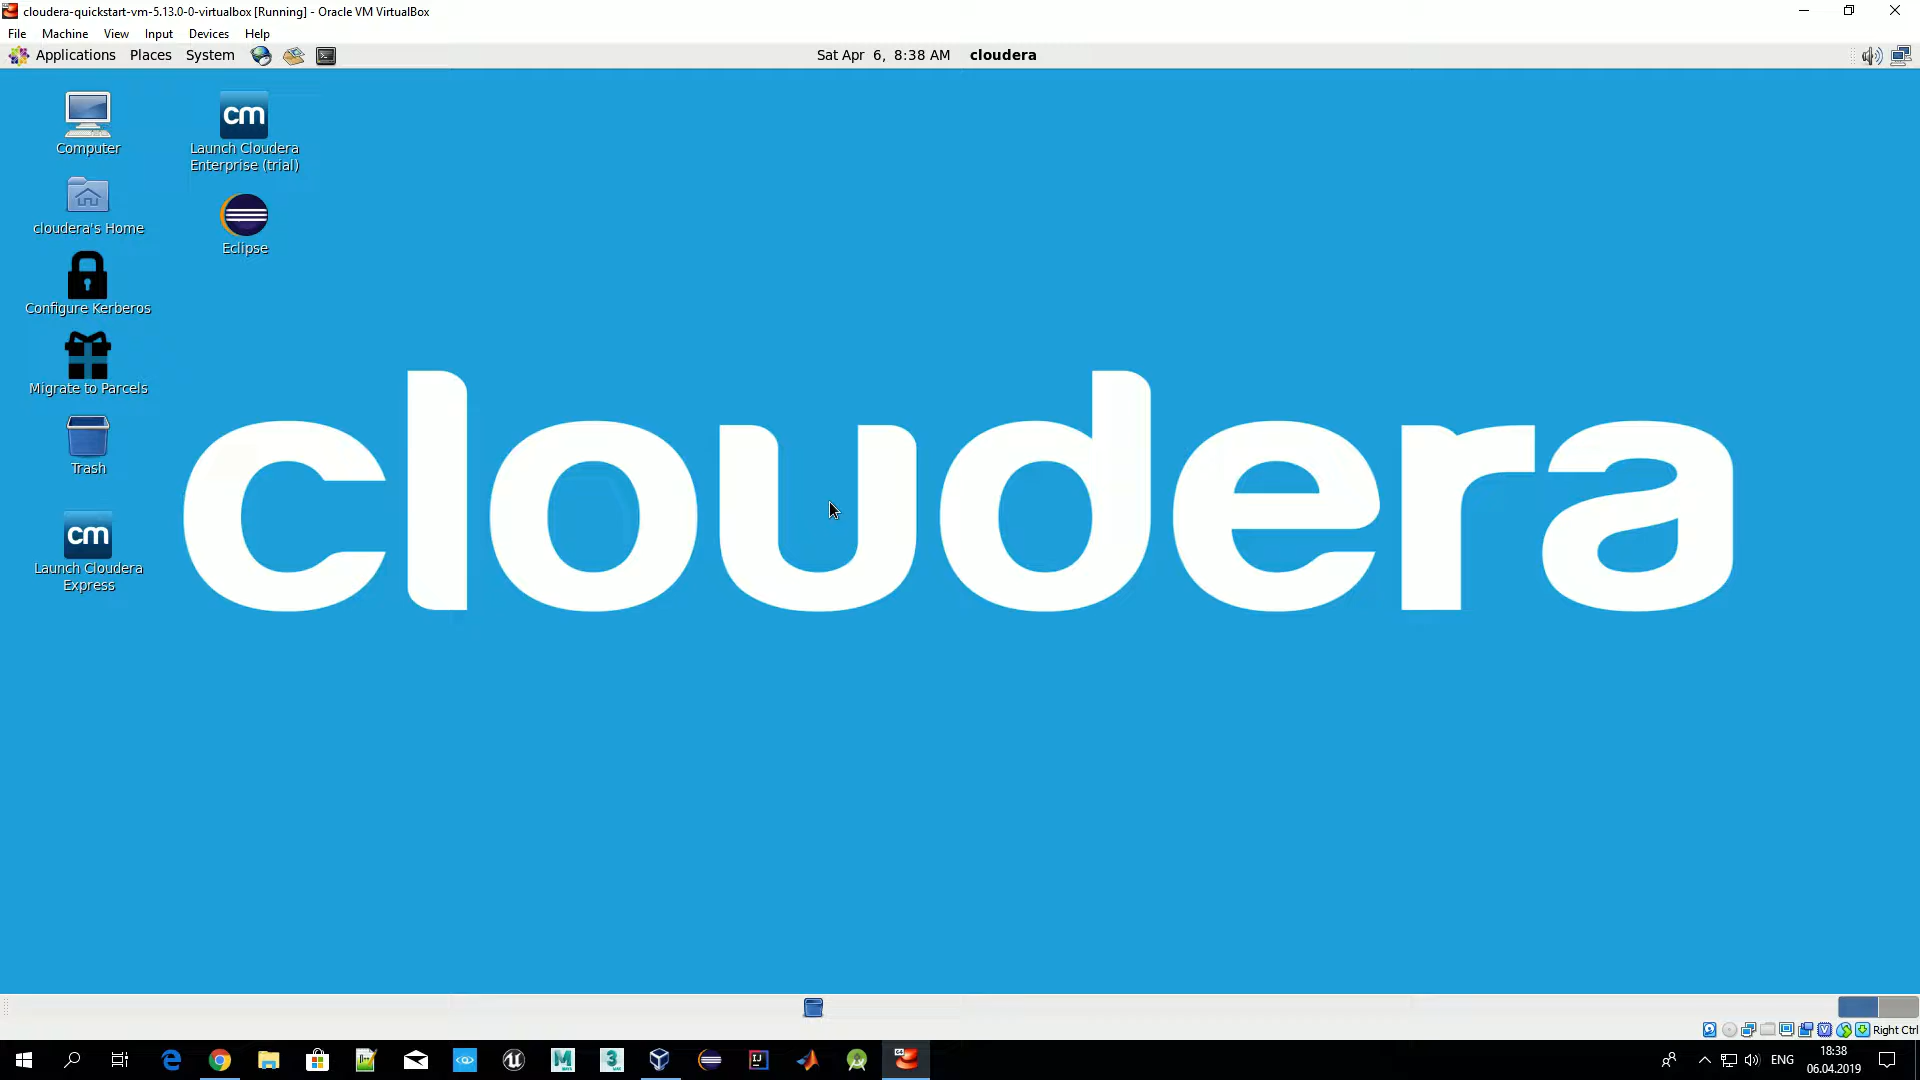 cloudera-quickstart-vm-5.13.0-0-virtualbox [Running] - Oracle VM VirtualBox
File Machine View Input Devices Help
Applications Places System Sat Apr 6, 8:38 AM cloudera
Computer
cm
Launch Cloudera
Enterprise (trial)
cloudera's Home
Eclipse
Configure Kerberos
Migrate to Parcels
Trash
cm
Launch Cloudera
Express
cloudera
Right Ctrl
ENG
18:38
06.04.2019